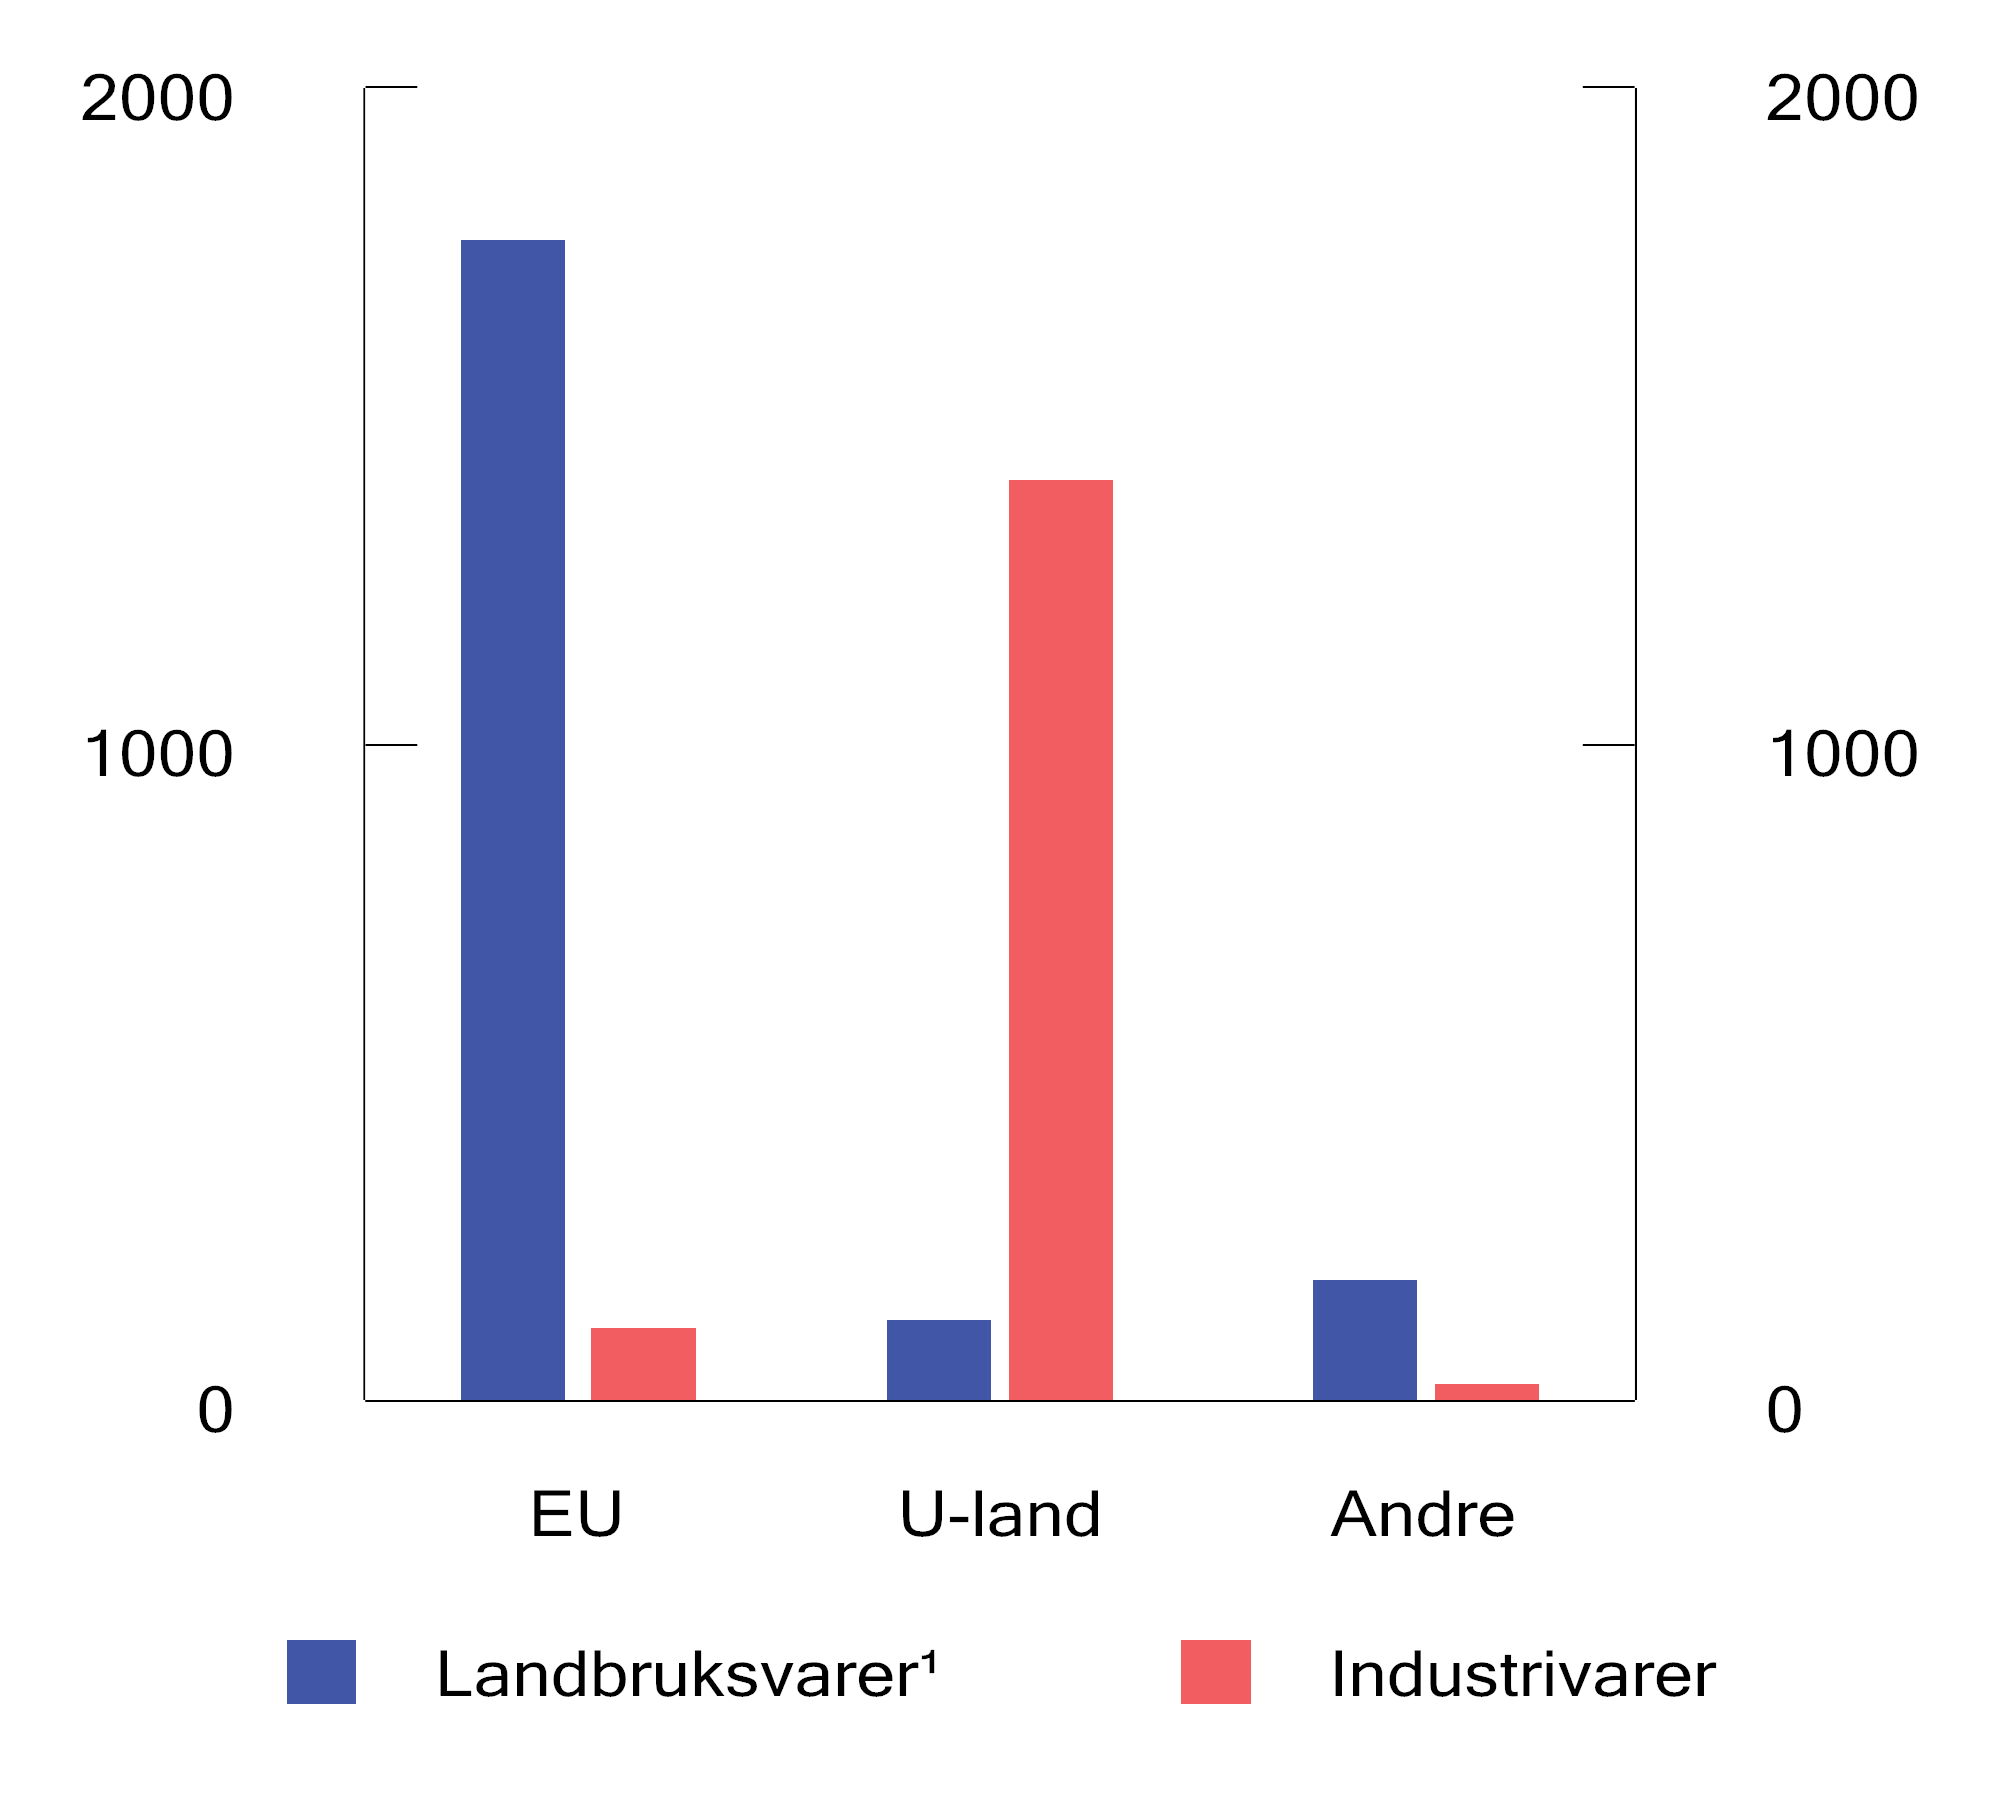 2000 2000
1000 1000
0 0
EU U-land Andre
Landbruksvarer¹ Industrivarer